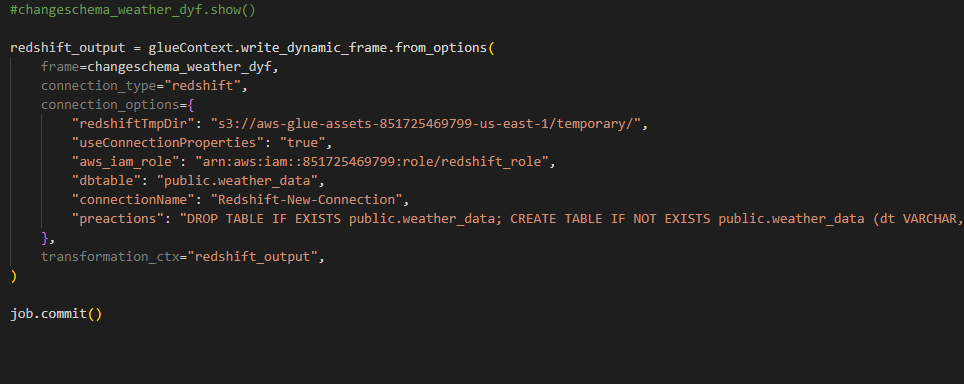 #changeschema_weather_dyf.show()
redshift_output = glueContext.write_dynamic_frame.from_options(
frame=changeschema_weather_dyf,
connection_type="redshift",
connection_options={
"redshiftTmpDir": "s3://aws-glue-assets-851725469799-us-east-1/temporary/",
"useConnectionProperties": "true",
"aws_iam_role": "arn:aws:iam::851725469799:role/redshift_role",
"dbtable": "public.weather_data",
"connectionName": "Redshift-New-Connection",
"preactions": "DROP TABLE IF EXISTS public.weather_data; CREATE TABLE IF NOT EXISTS public.weather_data (dt VARCHAR,
},
transformation_ctx="redshift_output",
)
job.commit()